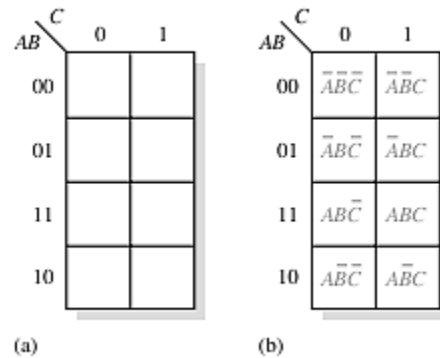 C C
AB 0 1 AB 0 1
00 00 A̅B̅C̅ A̅B̅C
01 01 A̅BC̅ A̅BC
11 11 ABC̅ ABC
10 10 AB̅C̅ AB̅C
(a) (b)